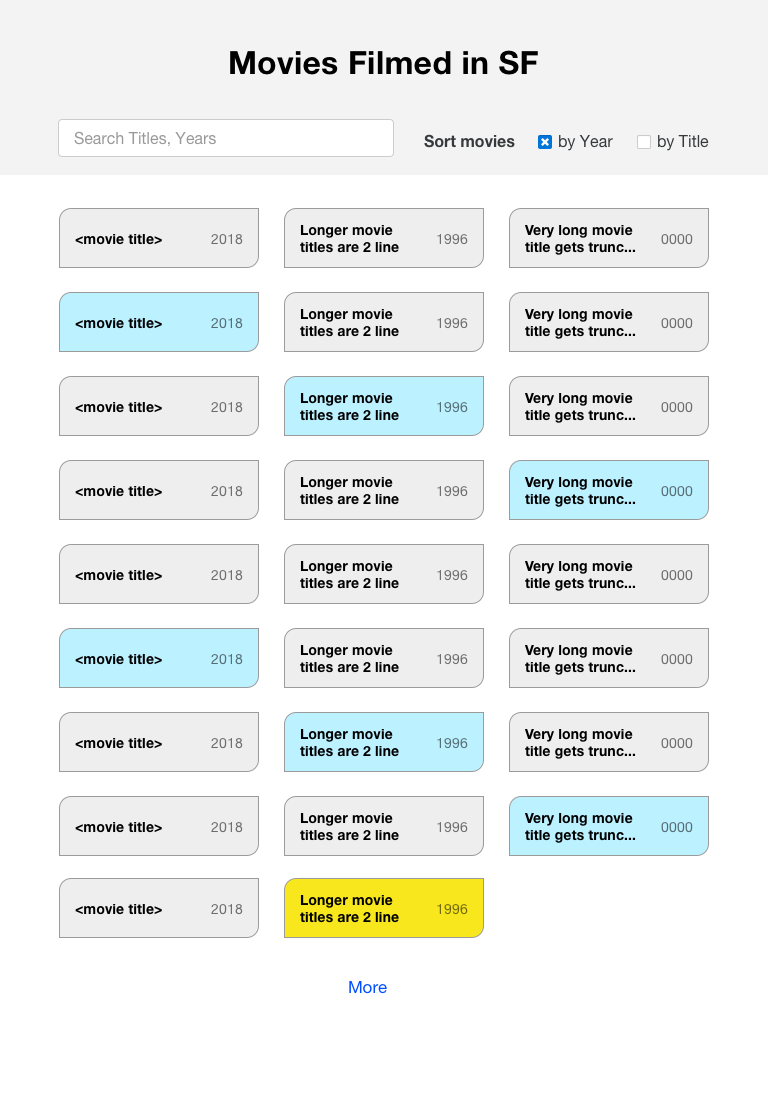 Movies Filmed in SF
Search Titles, Years
Sort movies
by Year
by Title
<movie title> 2018
Longer movie
titles are 2 line
1996
Very long movie
title gets trunc...
0000
<movie title> 2018
Longer movie
titles are 2 line
1996
Very long movie
title gets trunc...
0000
<movie title> 2018
Longer movie
titles are 2 line
1996
Very long movie
title gets trunc...
0000
<movie title> 2018
Longer movie
titles are 2 line
1996
Very long movie
title gets trunc...
0000
<movie title> 2018
Longer movie
titles are 2 line
1996
Very long movie
title gets trunc...
0000
<movie title> 2018
Longer movie
titles are 2 line
1996
Very long movie
title gets trunc...
0000
<movie title> 2018
Longer movie
titles are 2 line
1996
Very long movie
title gets trunc...
0000
<movie title> 2018
Longer movie
titles are 2 line
1996
Very long movie
title gets trunc...
0000
<movie title> 2018
Longer movie
titles are 2 line
1996
More